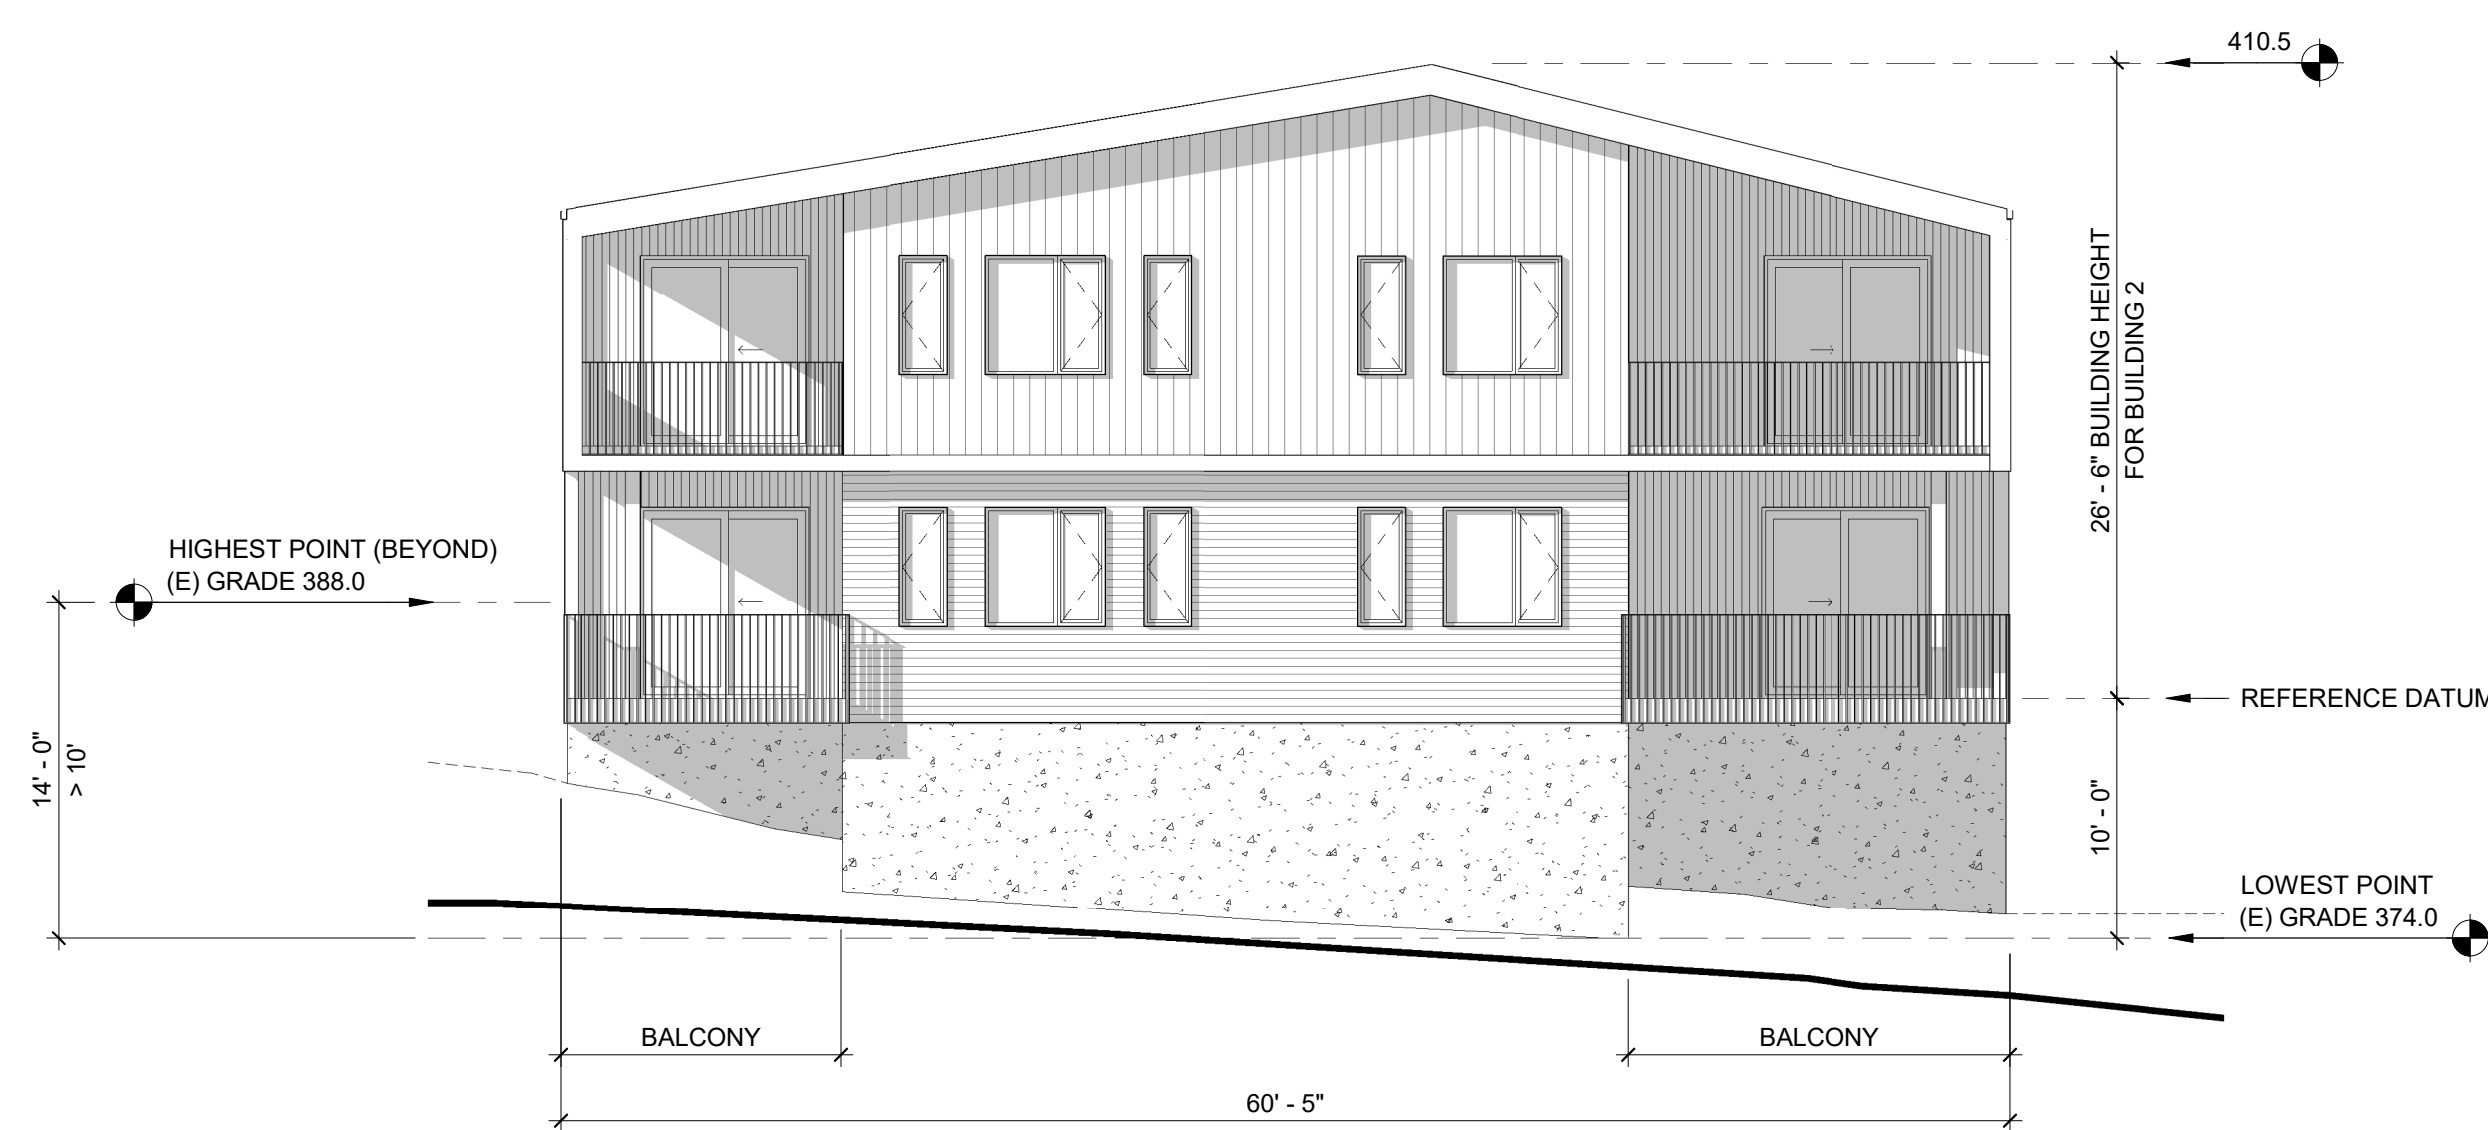 410.5
26' - 6" BUILDING HEIGHT
FOR BUILDING 2
HIGHEST POINT (BEYOND)
(E) GRADE 388.0
REFERENCE DATUM
14' - 0"
> 10'
10' - 0"
LOWEST POINT
(E) GRADE 374.0
BALCONY
BALCONY
60' - 5"